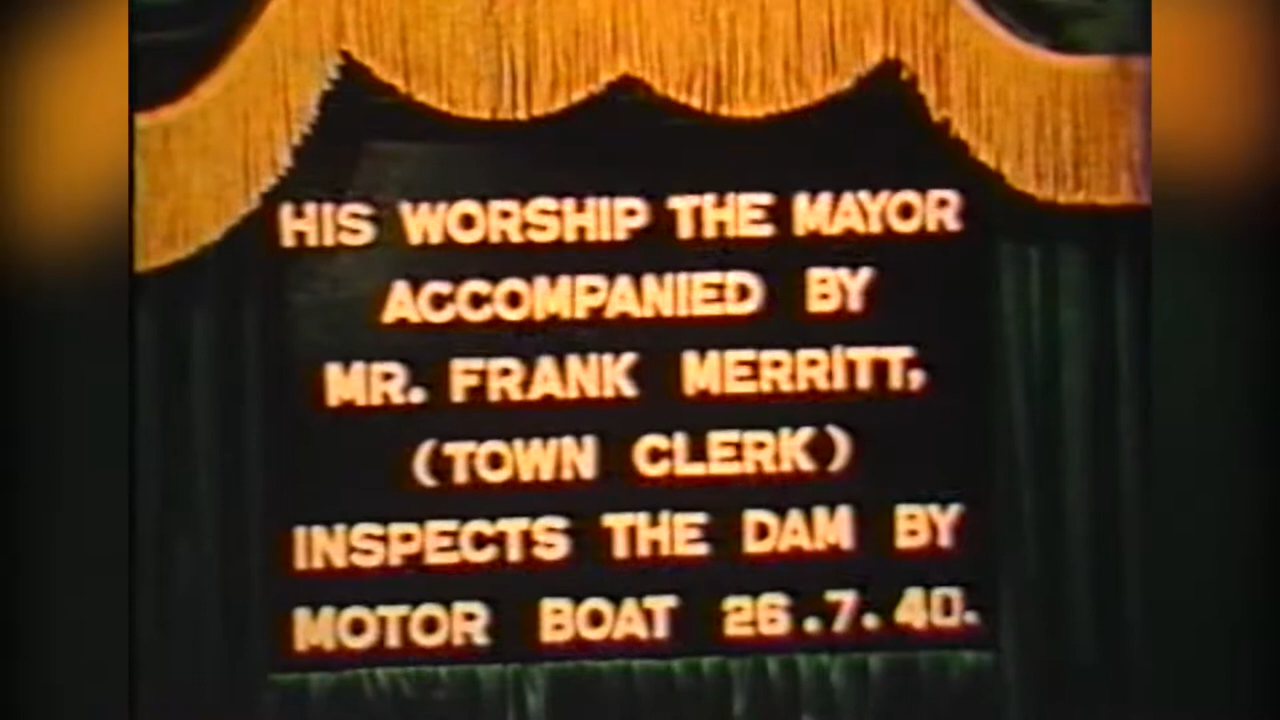 HIS WORSHIP THE MAYOR
ACCOMPANIED BY
MR. FRANK MERRITT,
(TOWN CLERK)
INSPECTS THE DAM BY
MOTOR BOAT 26.7.40.